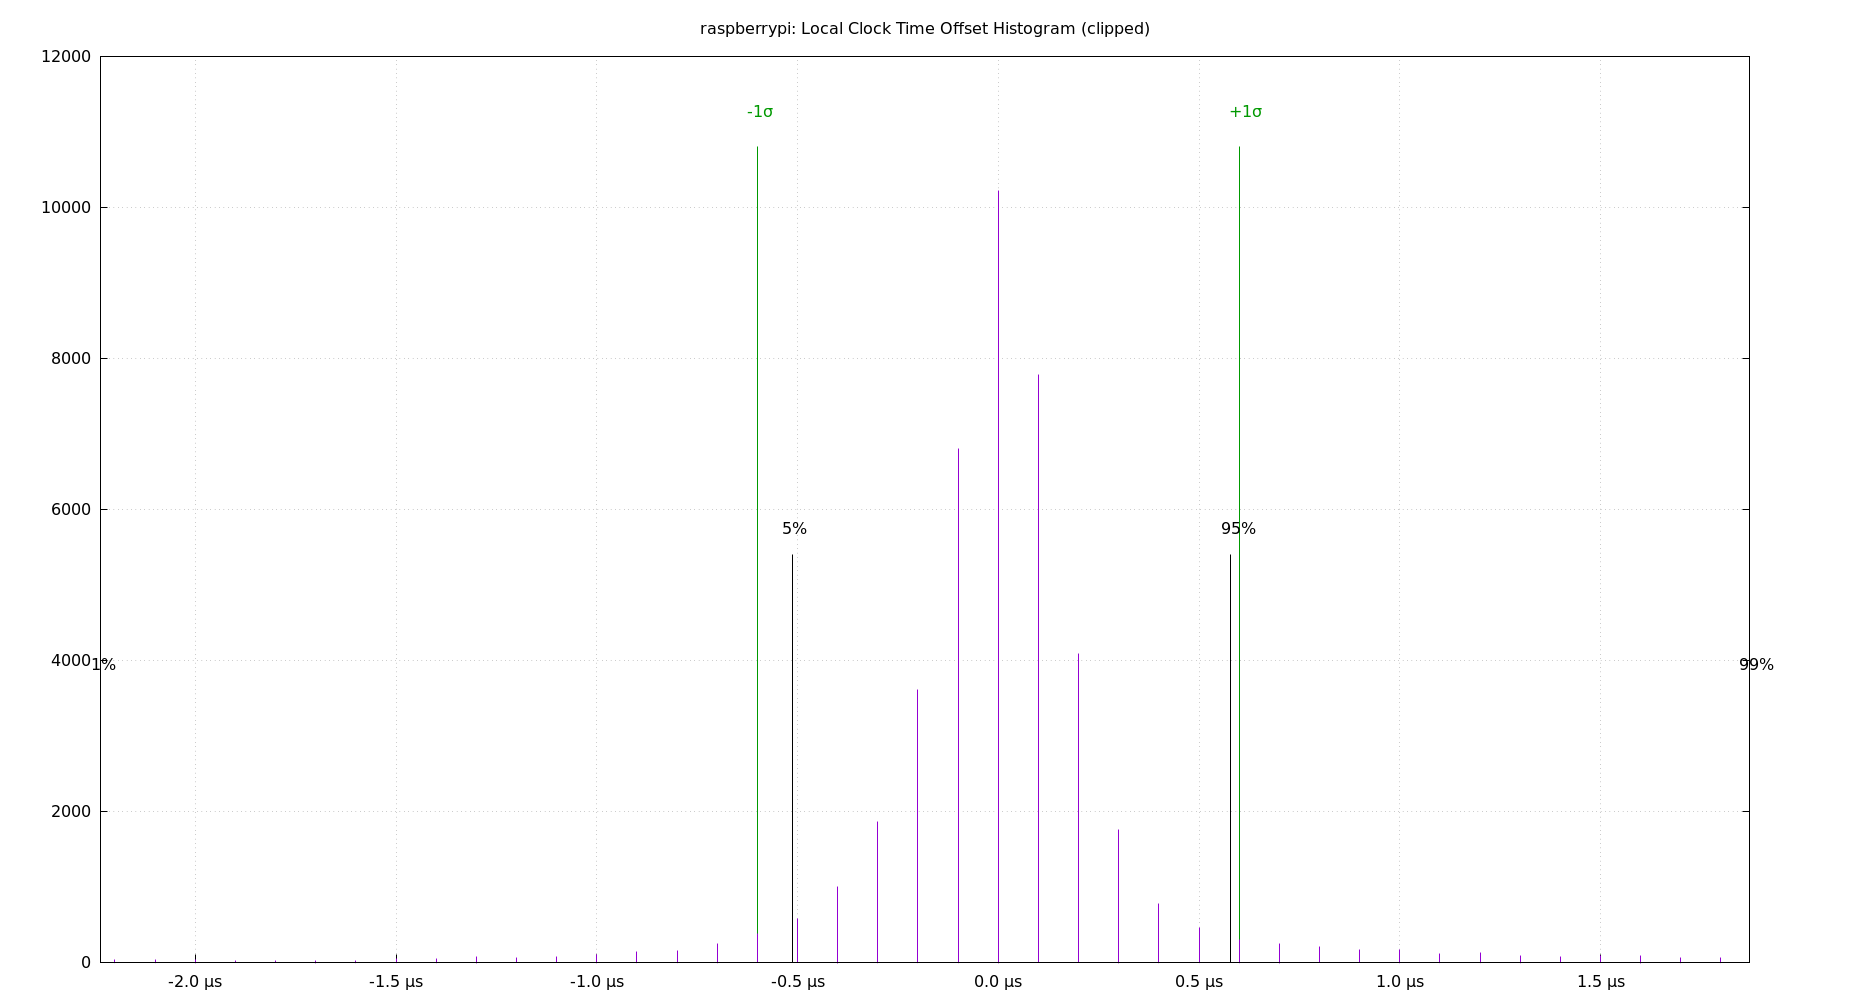 raspberrypi: Local Clock Time Offset Histogram (clipped)
12000
-1σ +1σ
10000
8000
6000
5% 95%
4000 1% 99%
2000
0
-2.0 µs -1.5 µs -1.0 µs -0.5 µs 0.0 µs 0.5 µs 1.0 µs 1.5 µs